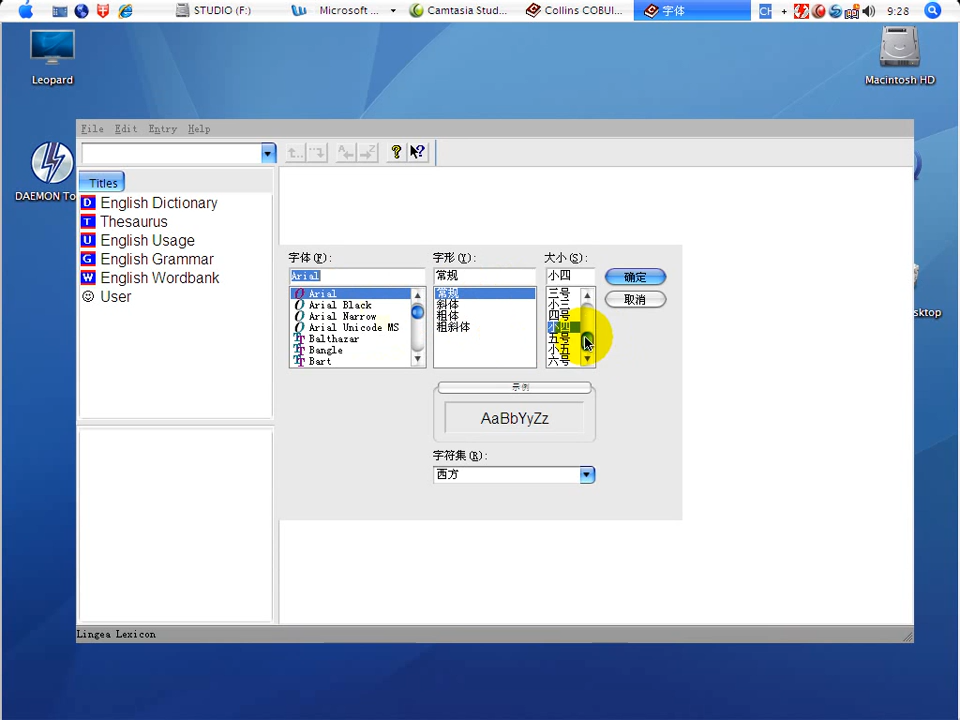 STUDIO (F:)
Microsoft ...
Camtasia Stud...
Collins COBUI...
字体
CH
9:28
Leopard
Macintosh HD
DAEMON To
File Edit Entry Help
Titles
D English Dictionary
T Thesaurus
U English Usage
G English Grammar
W English Wordbank
User
字体(F):
Arial
Arial
Arial Black
Arial Narrow
Arial Unicode MS
Balthazar
Bangle
Bart
字形(Y):
常规
常规
斜体
粗体
粗斜体
大小(S):
小四
三号
小三
四号
小四
五号
小五
六号
确定
取消
示例
AaBbYyZz
字符集(R):
西方
sktop
Lingea Lexicon